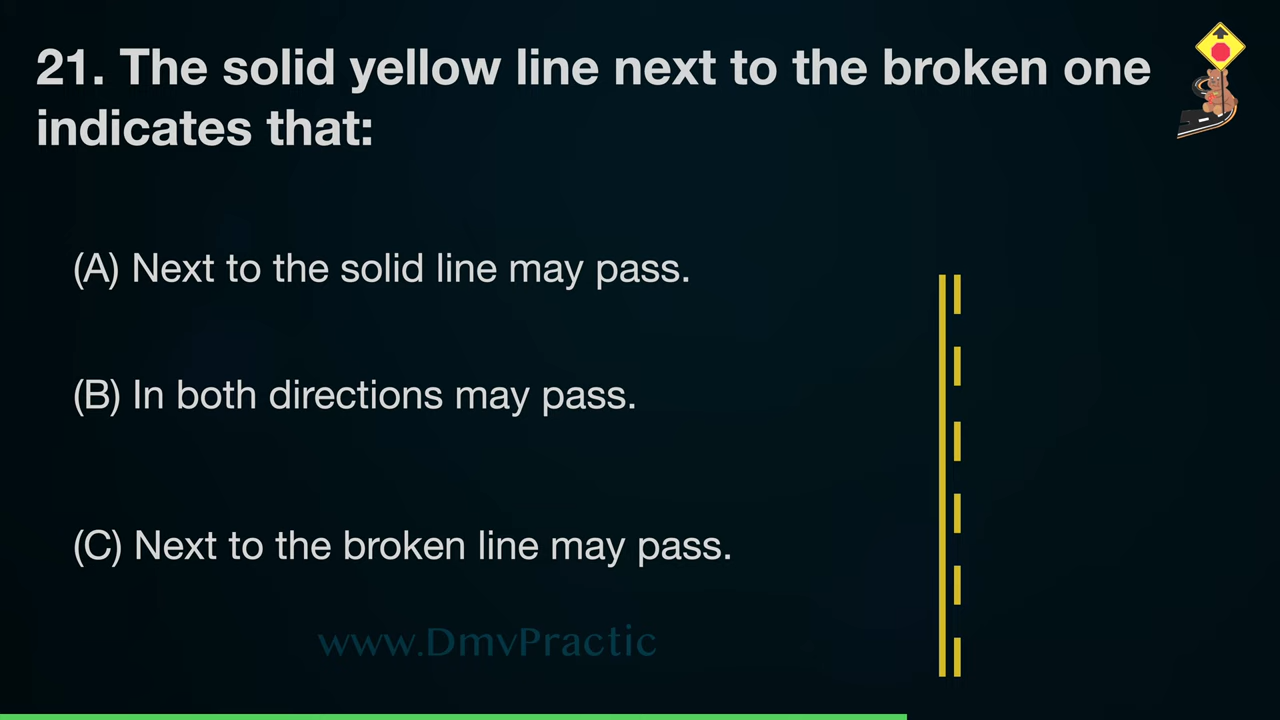 21. The solid yellow line next to the broken one
indicates that:
(A) Next to the solid line may pass.
(B) In both directions may pass.
(C) Next to the broken line may pass.
www.DmvPractic